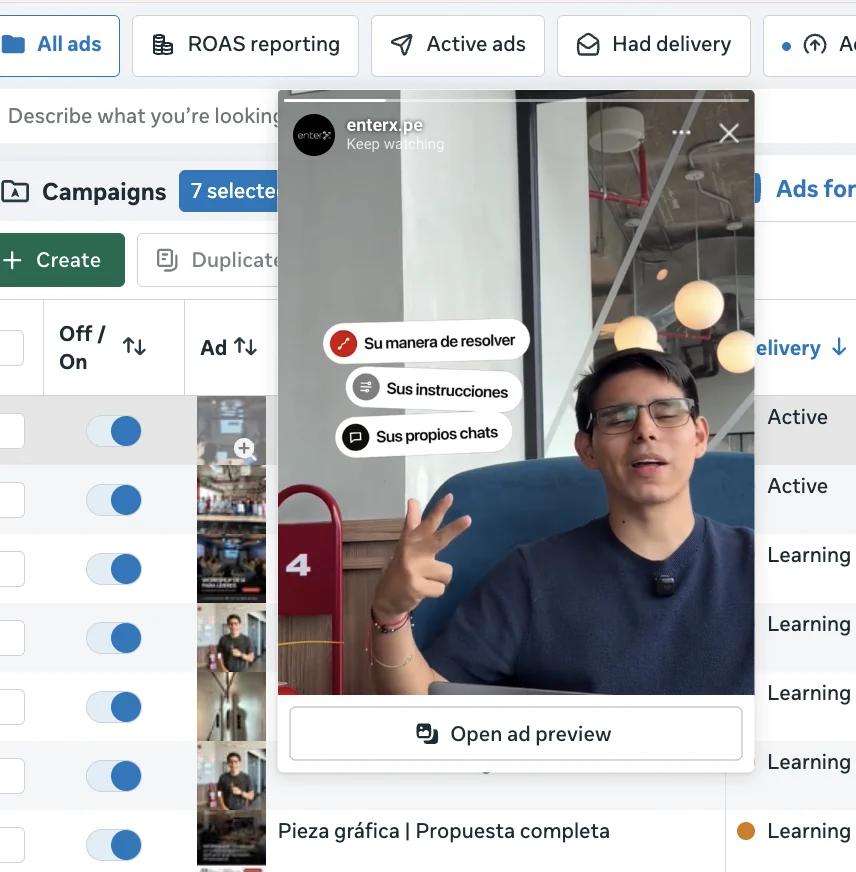 All ads
ROAS reporting
Active ads
Had delivery
Describe what you’re looking
enterx.pe
Keep watching
enterX
Campaigns
7 selecte
Ads for
+ Create
Duplicate
Off /
On
Ad
elivery
Su manera de resolver
Sus instrucciones
Sus propios chats
4
Active
Active
Learning
Learning
Learning
Learning
Learning
Open ad preview
Pieza gráfica | Propuesta completa